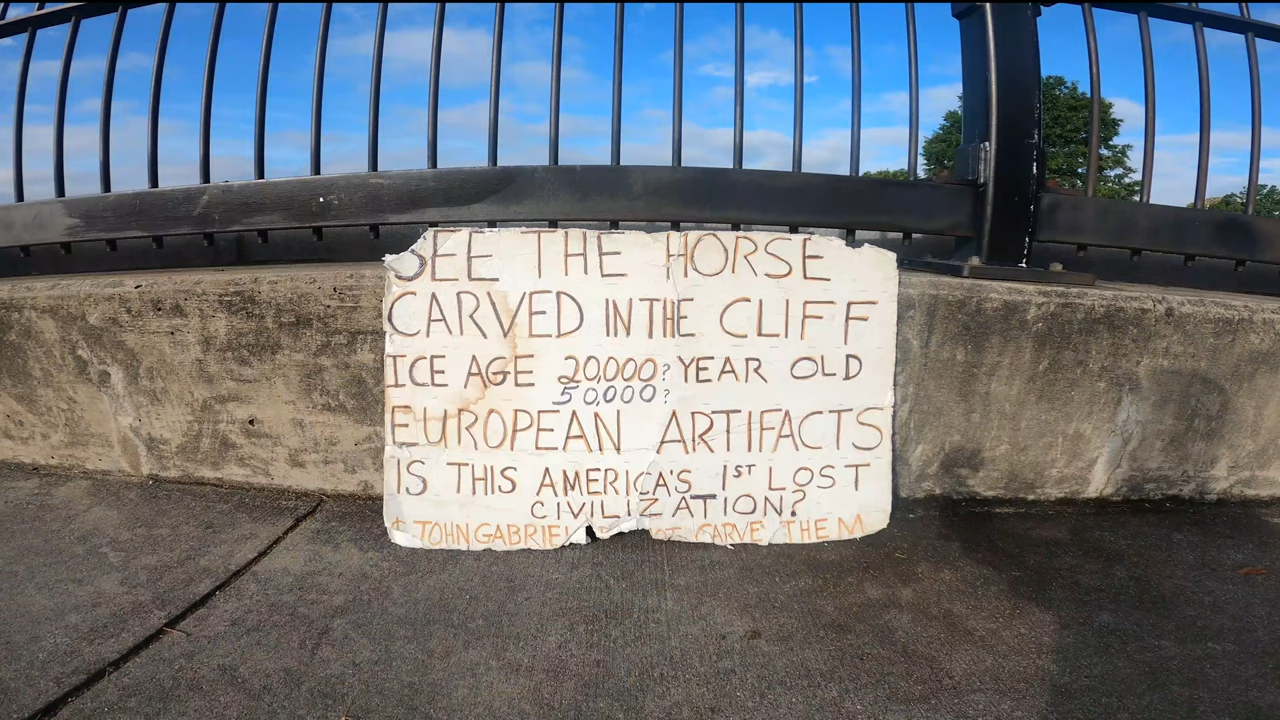 SEE THE HORSE
CARVED IN THE CLIFF
ICE AGE 20,000? YEAR OLD
50,000?
EUROPEAN ARTIFACTS
IS THIS AMERICA'S 1ST LOST
CIVILIZATION?
& JOHN GABRIEL CARVE THEM